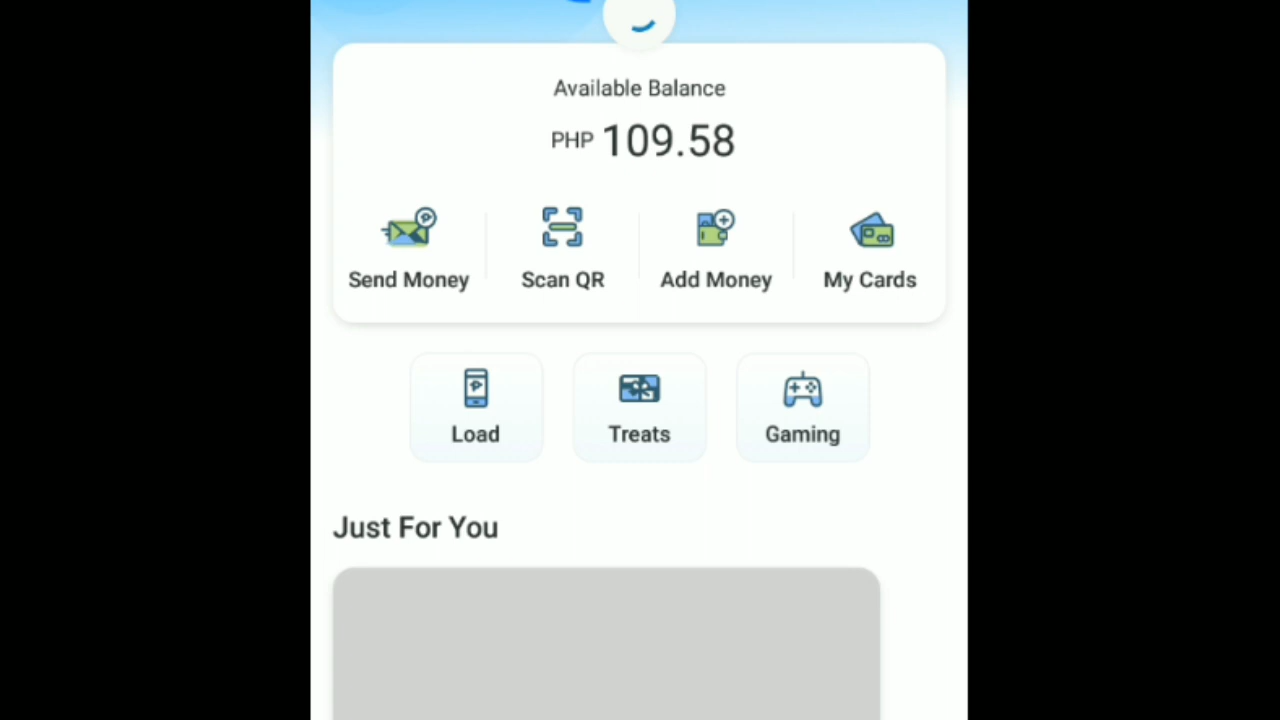 Available Balance
PHP 109.58
Send Money
Scan QR
Add Money
My Cards
Load
Treats
Gaming
Just For You